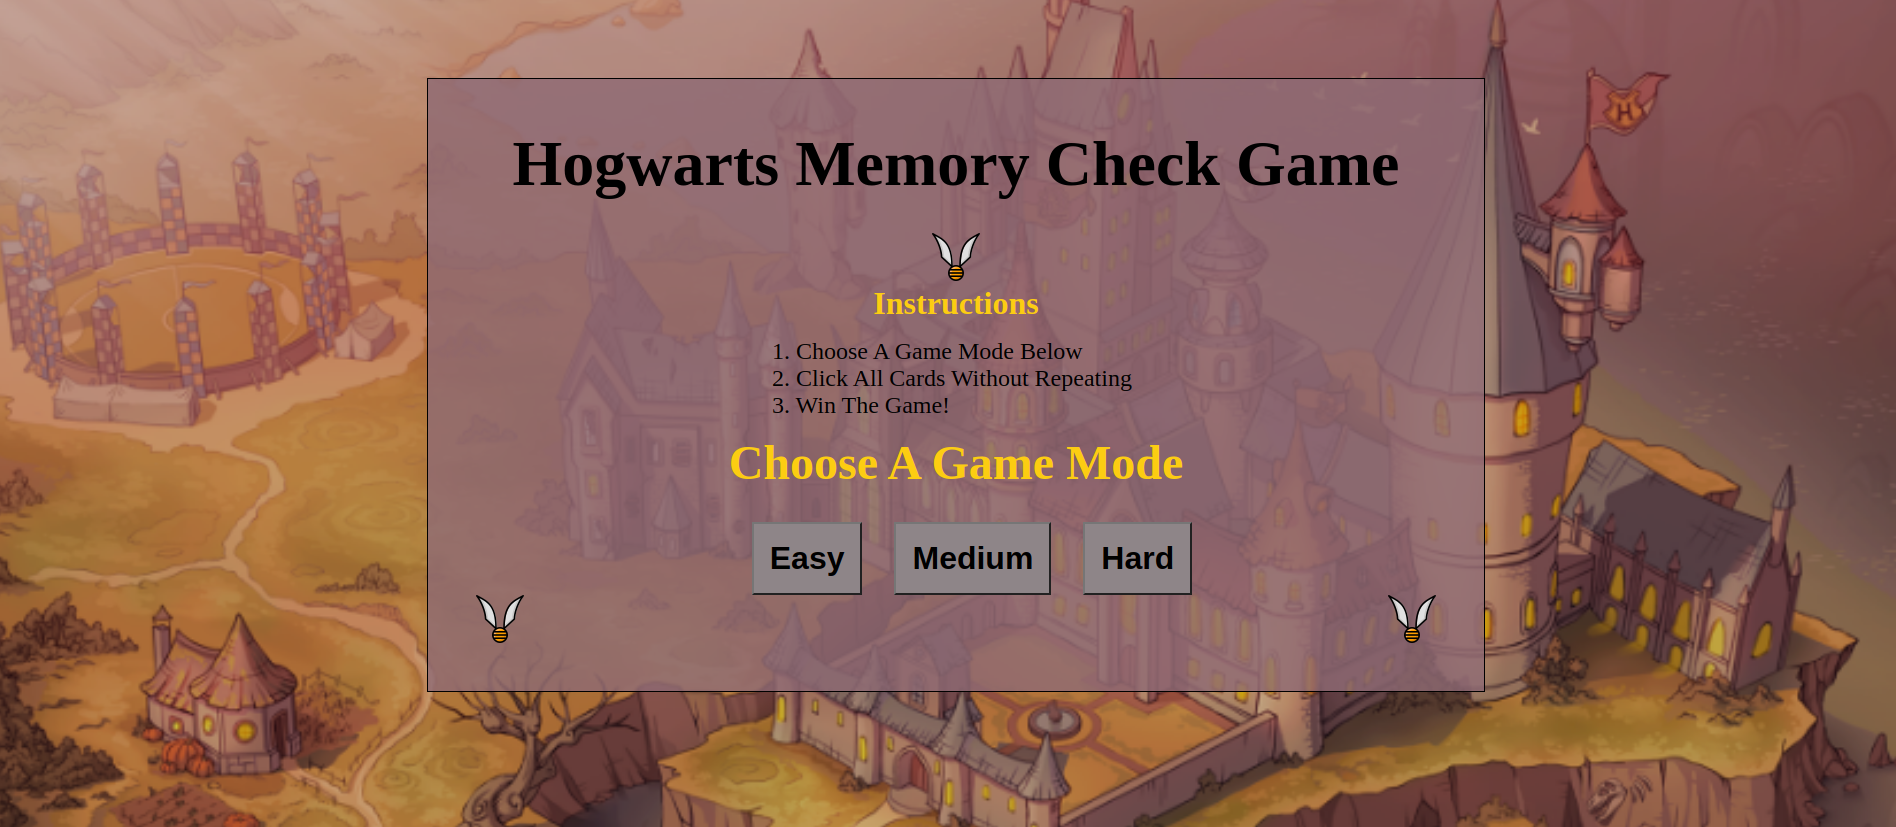 H
Hogwarts Memory Check Game
Instructions
1. Choose A Game Mode Below
2. Click All Cards Without Repeating
3. Win The Game!
Choose A Game Mode
Easy
Medium
Hard